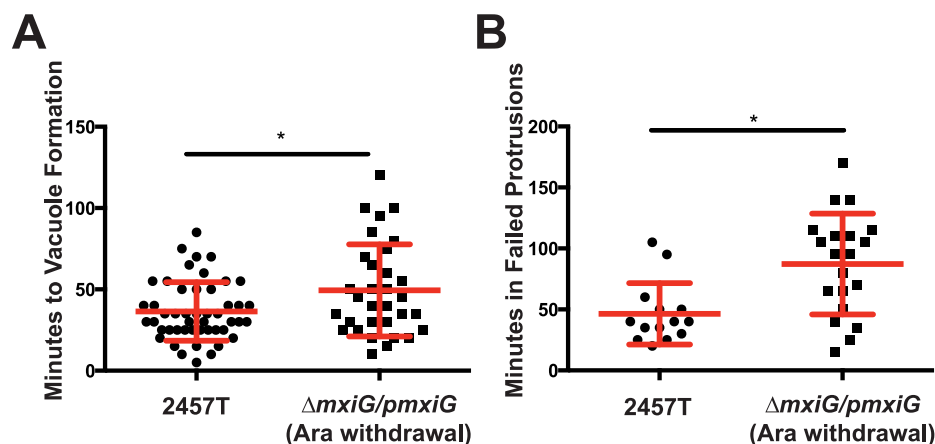 A
Minutes to Vacuole Formation
150
100
50
0
*
2457T
ΔmxiG/pmxiG
(Ara withdrawal)
B
Minutes in Failed Protrusions
200
150
100
50
0
*
2457T
ΔmxiG/pmxiG
(Ara withdrawal)